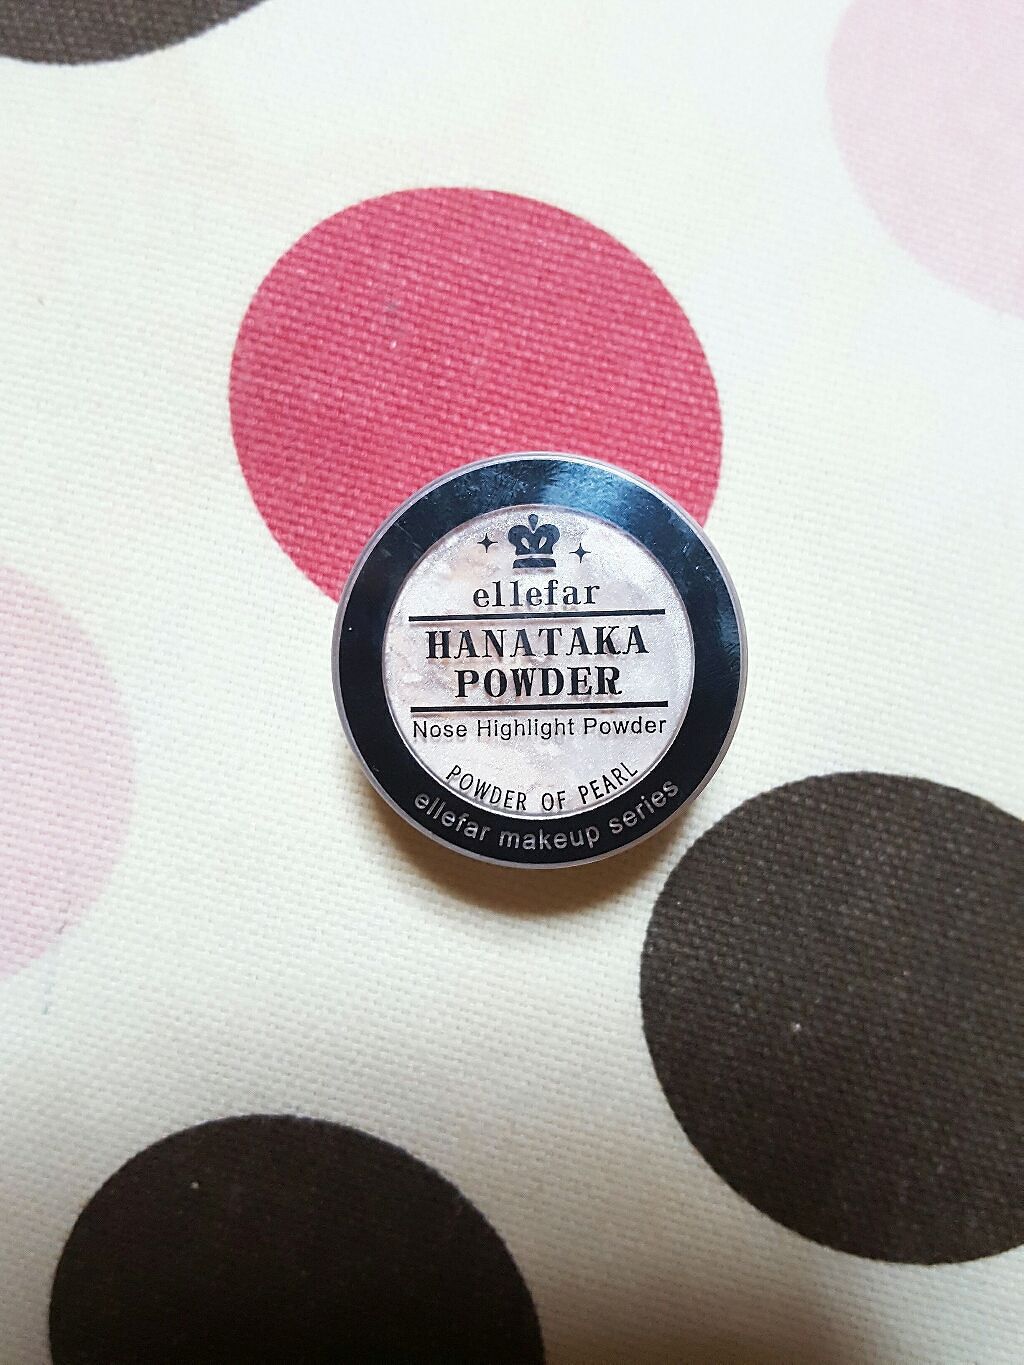 ellefar
HANATAKA
POWDER
Nose Highlight Powder
POWDER OF PEARL
ellefar makeup series